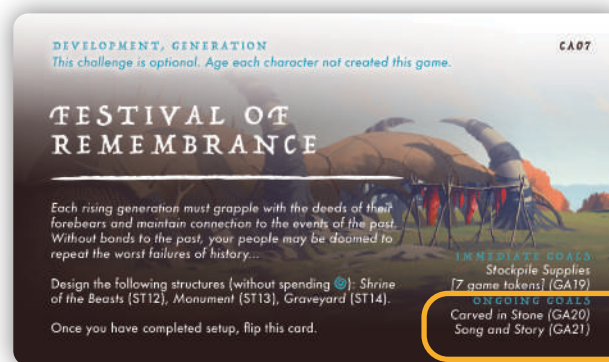 DEVELOPMENT, GENERATION
CA07
This challenge is optional. Age each character not created this game.
FESTIVAL OF
REMEMBRANCE
Each rising generation must grapple with the deeds of their
forebears and maintain connection to the events of the past.
Without bonds to the past, your people may be doomed to
repeat the worst failures of history...
Design the following structures (without spending ): Shrine
of the Beasts (ST12), Monument (ST13), Graveyard (ST14).
Once you have completed setup, flip this card.
IMMEDIATE GOALS
Stockpile Supplies
[7 game tokens] (GA19)
ONGOING GOALS
Carved in Stone (GA20)
Song and Story (GA21)